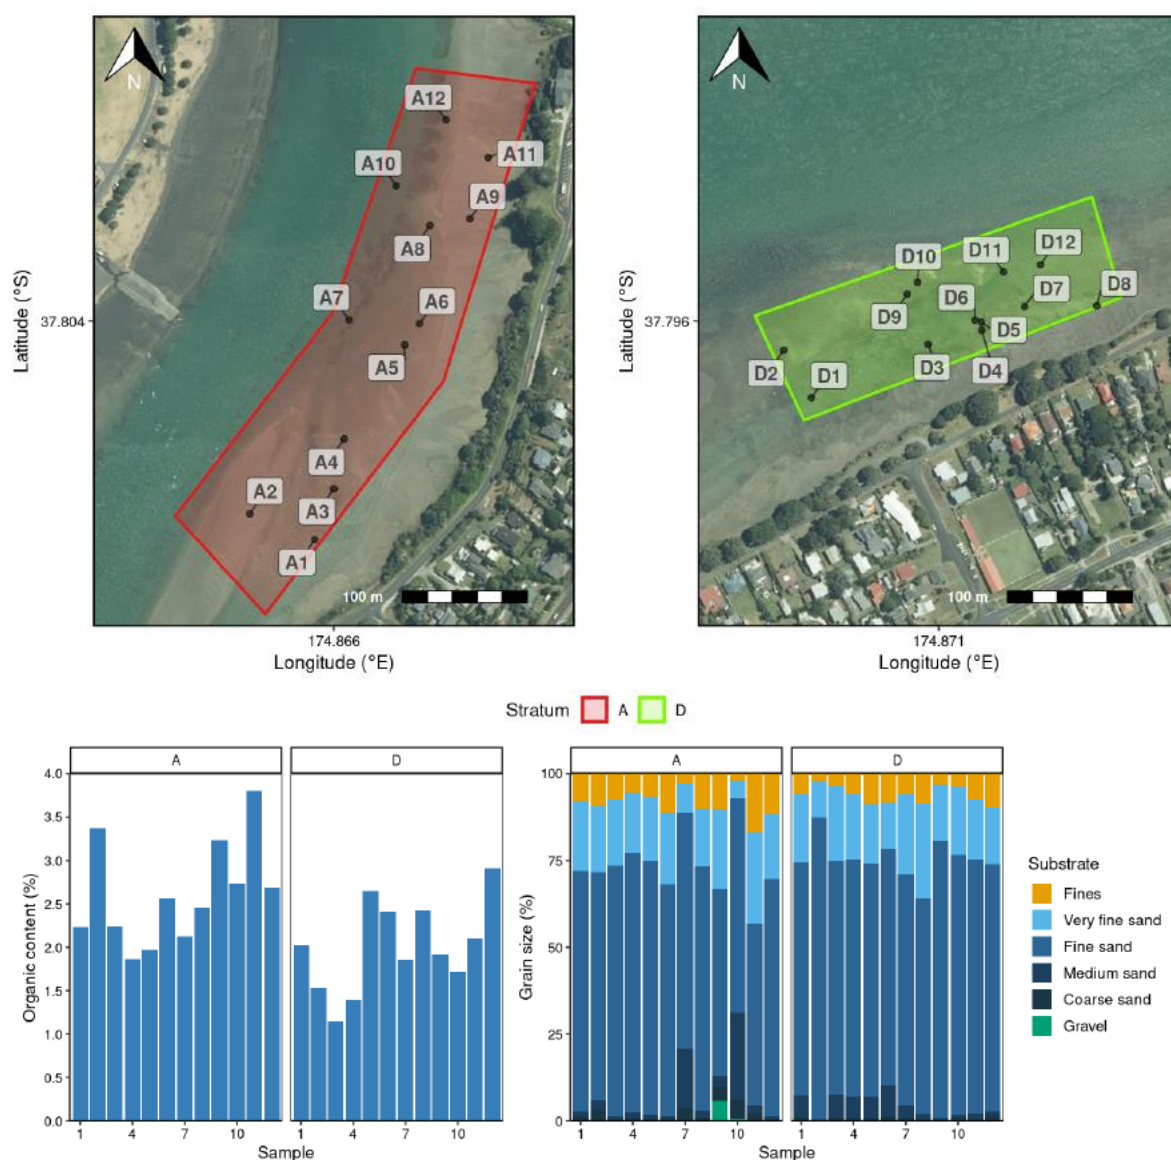 N
A12
A11
A10
A9
A8
A7
A6
A5
A4
A3
A2
A1
100 m
37.804
Latitude (°S)
174.866
Longitude (°E)
N
D12
D11
D10
D8
D7
D6
D9
D5
D4
D3
D2
D1
100 m
37.796
Latitude (°S)
174.871
Longitude (°E)
Stratum A D
A D
4.0
3.5
3.0
2.5
2.0
1.5
1.0
0.5
0.0
Organic content (%)
1 4 7 10 1 4 7 10
Sample
A D
100
75
50
25
0
Grain size (%)
1 4 7 10 1 4 7 10
Sample
Substrate
Fines
Very fine sand
Fine sand
Medium sand
Coarse sand
Gravel